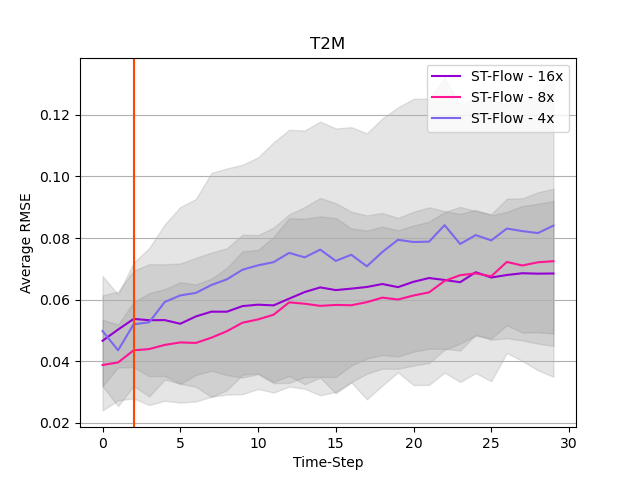 T2M
ST-Flow - 16x
ST-Flow - 8x
ST-Flow - 4x
0.12
0.10
0.08
0.06
0.04
0.02
Average RMSE
0 5 10 15 20 25 30
Time-Step